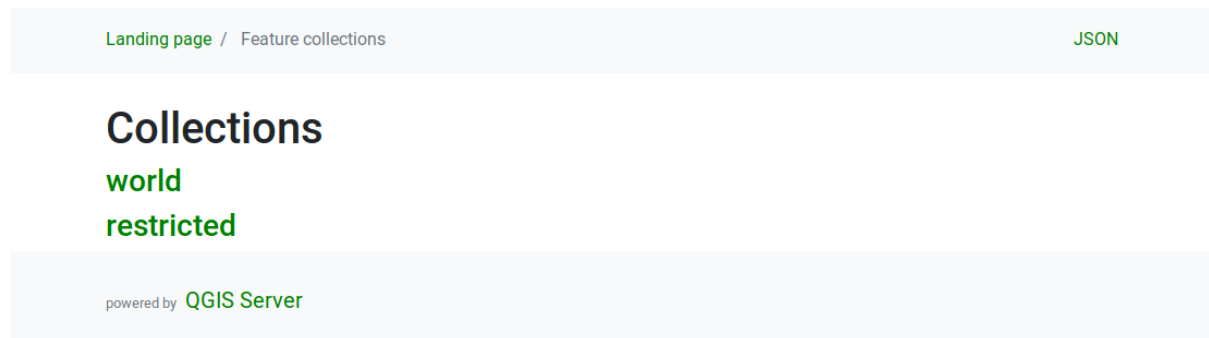 Landing page / Feature collections JSON
Collections
world
restricted
powered by QGIS Server